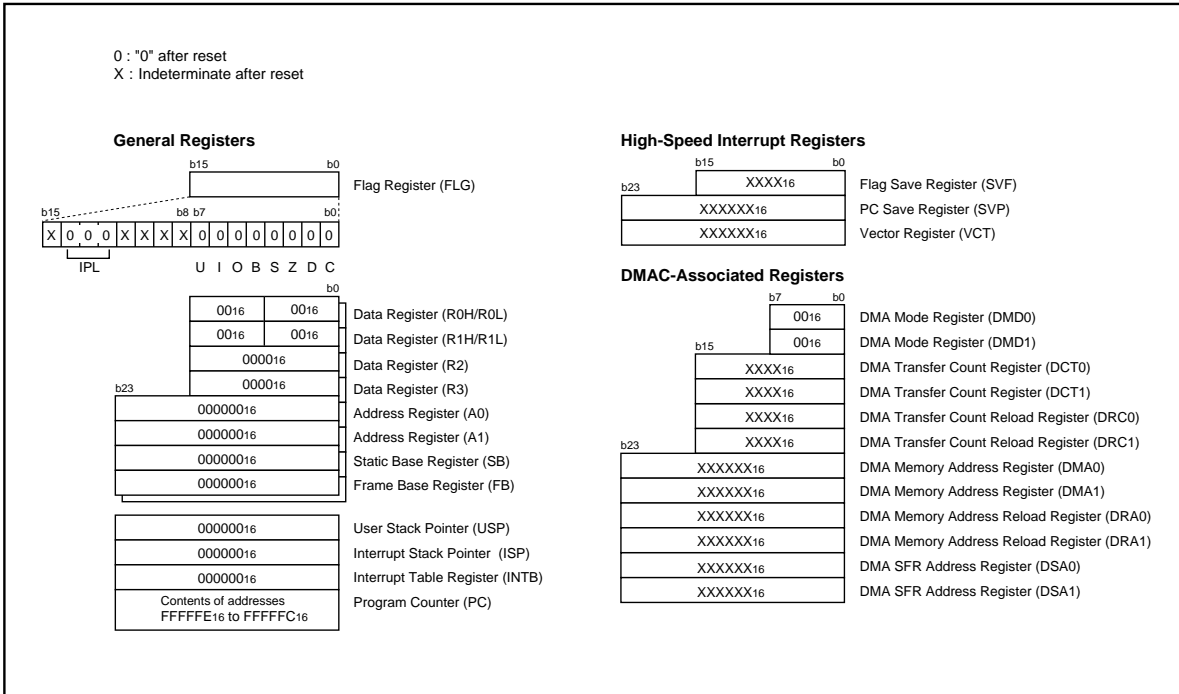 0 : "0" after reset
X : Indeterminate after reset
General Registers
b15 b0
Flag Register (FLG)
b15 b8 b7 b0
X 0 0 0 X X X X 0 0 0 0 0 0 0 0
IPL U I O B S Z D C
b0
0016 0016 Data Register (R0H/R0L)
0016 0016 Data Register (R1H/R1L)
000016 Data Register (R2)
b23 000016 Data Register (R3)
00000016 Address Register (A0)
00000016 Address Register (A1)
00000016 Static Base Register (SB)
00000016 Frame Base Register (FB)
00000016 User Stack Pointer (USP)
00000016 Interrupt Stack Pointer (ISP)
00000016 Interrupt Table Register (INTB)
Contents of addresses Program Counter (PC)
FFFFFE16 to FFFFFC16
High-Speed Interrupt Registers
b15 b0
b23 XXXX16 Flag Save Register (SVF)
XXXXXX16 PC Save Register (SVP)
XXXXXX16 Vector Register (VCT)
DMAC-Associated Registers
b7 b0
0016 DMA Mode Register (DMD0)
b15 0016 DMA Mode Register (DMD1)
XXXX16 DMA Transfer Count Register (DCT0)
XXXX16 DMA Transfer Count Register (DCT1)
XXXX16 DMA Transfer Count Reload Register (DRC0)
b23 XXXX16 DMA Transfer Count Reload Register (DRC1)
XXXXXX16 DMA Memory Address Register (DMA0)
XXXXXX16 DMA Memory Address Register (DMA1)
XXXXXX16 DMA Memory Address Reload Register (DRA0)
XXXXXX16 DMA Memory Address Reload Register (DRA1)
XXXXXX16 DMA SFR Address Register (DSA0)
XXXXXX16 DMA SFR Address Register (DSA1)